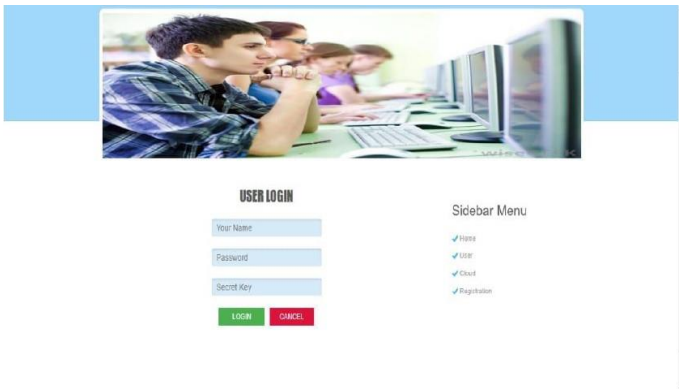 USER LOGIN
Your Name
Password
Secret Key
LOGIN CANCEL
Sidebar Menu
Home
User
Cloud
Registration